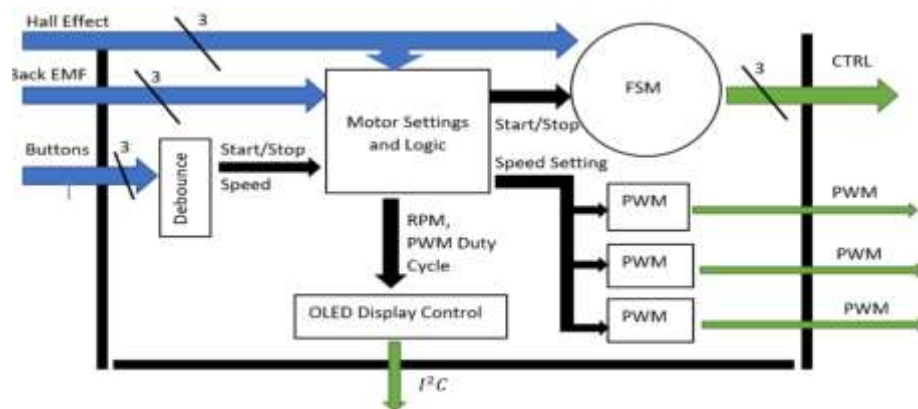 Hall Effect
3
Back EMF
3
Buttons
3
Debounce
Start/Stop
Speed
Motor Settings
and Logic
Start/Stop
FSM
3
CTRL
Speed Setting
PWM
PWM
PWM
PWM
PWM
PWM
RPM,
PWM Duty
Cycle
OLED Display Control
I²C